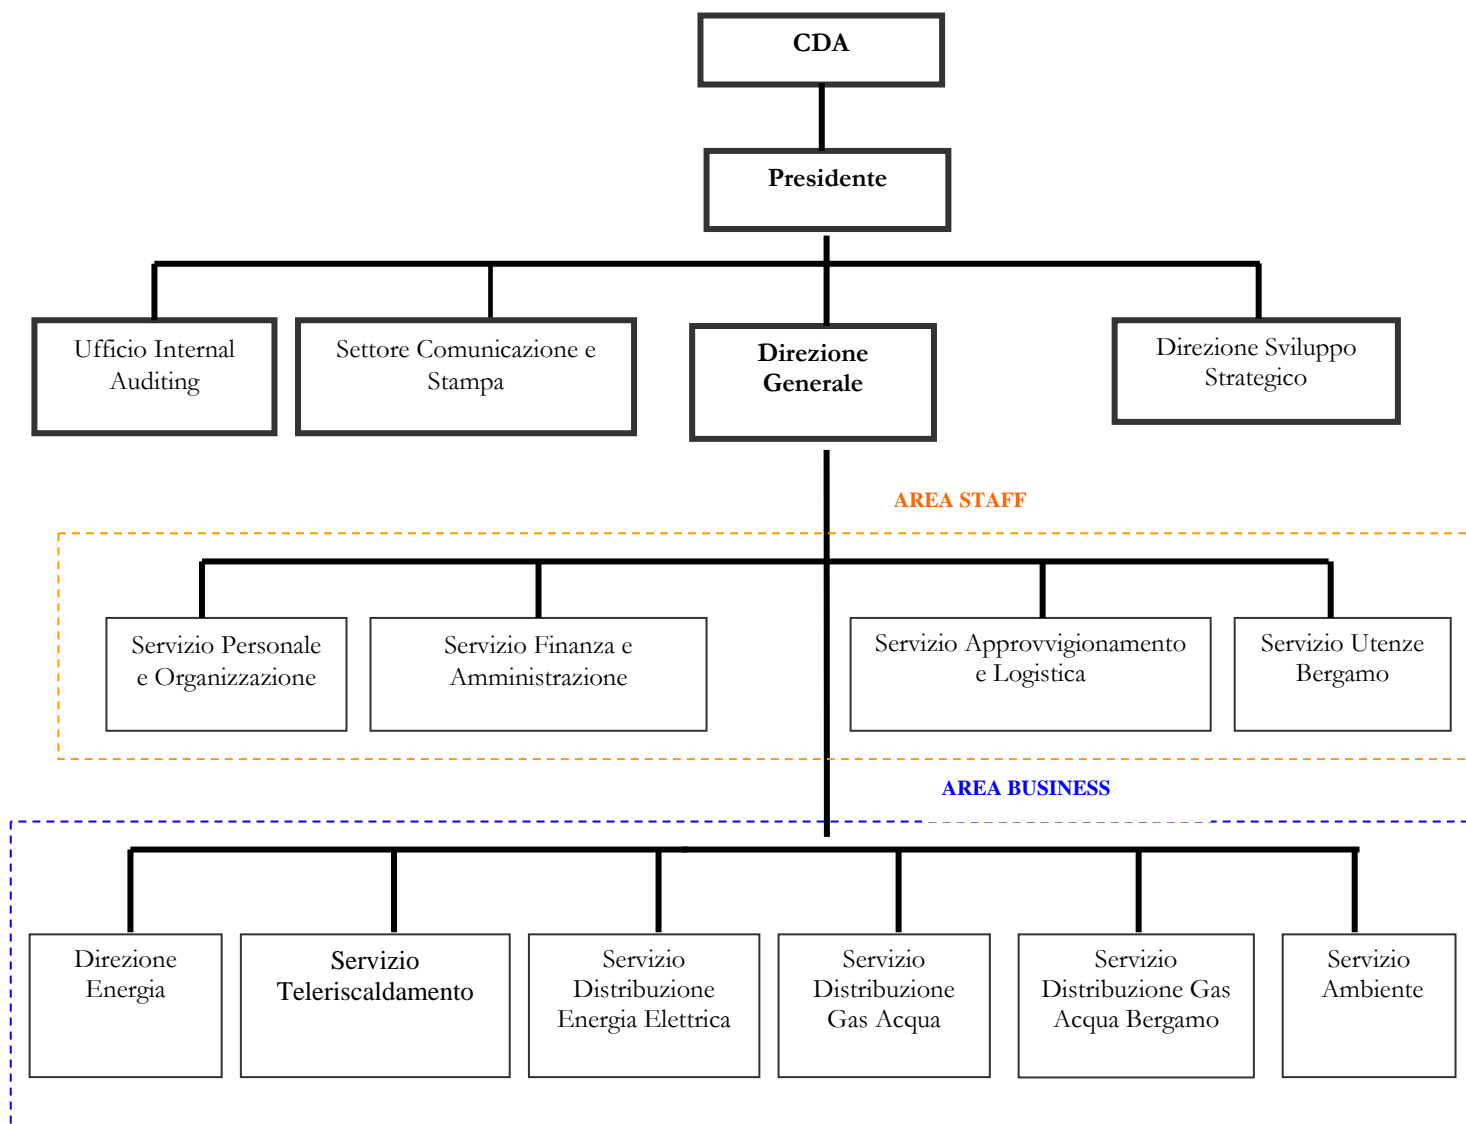 CDA
Presidente
Ufficio Internal
Auditing
Settore Comunicazione e
Stampa
Direzione
Generale
Direzione Sviluppo
Strategico
AREA STAFF
Servizio Personale
e Organizzazione
Servizio Finanza e
Amministrazione
Servizio Approvvigionamento
e Logistica
Servizio Utenze
Bergamo
AREA BUSINESS
Direzione
Energia
Servizio
Teleriscaldamento
Servizio
Distribuzione
Energia Elettrica
Servizio
Distribuzione
Gas Acqua
Servizio
Distribuzione Gas
Acqua Bergamo
Servizio
Ambiente